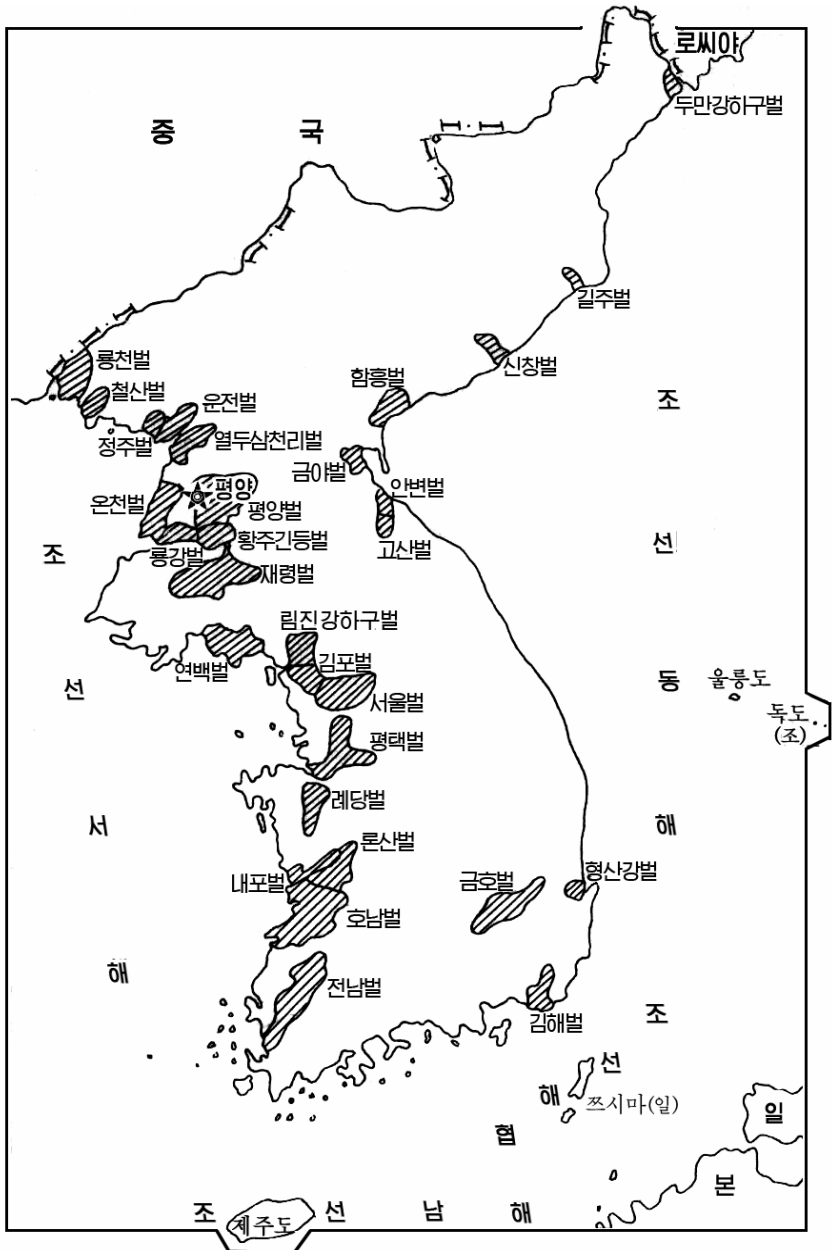 로씨야
두만강하구벌
중 국
길주벌
신창벌
함흥벌
룡천벌
철산벌
운전벌
정주벌
열두삼천리벌
금야벌
평양
안변벌
온천벌
평양벌
황주긴등벌
고산벌
룡강벌
재령벌
림진강하구벌
김포벌
연백벌
서울벌
울릉도
독도
(조)
평택벌
례당벌
론산벌
내포벌
호남벌
금호벌
형산강벌
전남벌
김해벌
조 선 동 해
조 선 서 해
조 선 해 협
쯔시마(일)
일 본
조 선 남 해
제주도